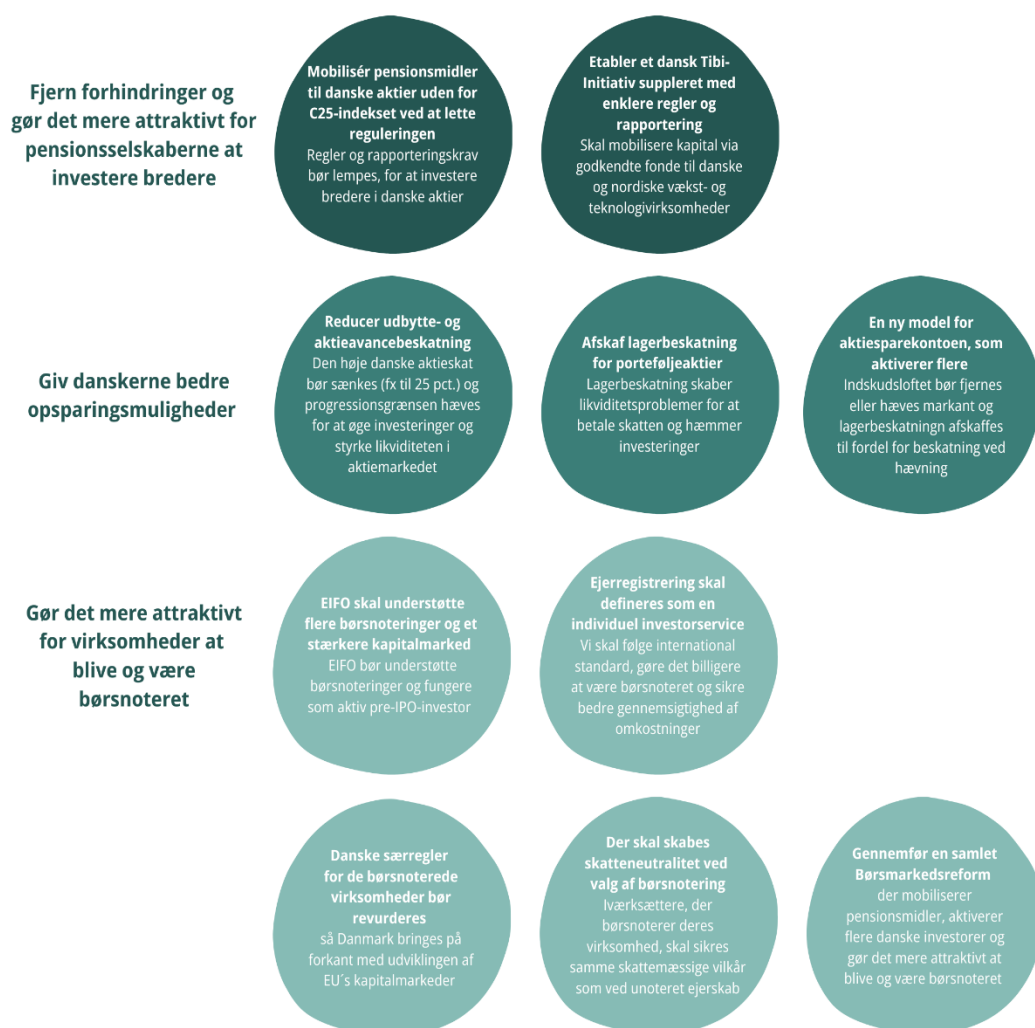 Fjern forhindringer og
gør det mere attraktivt for
pensionsselskaberne at
investere bredere
Mobilisér pensionsmidler
til danske aktier uden for
C25-indekset ved at lette
reguleringen
Regler og rapporteringskrav
bør lempes, for at investere
bredere i danske aktier
Etabler et dansk Tibi-
Initiativ suppleret med
enklere regler og
rapportering
Skal mobilisere kapital via
godkendte fonde til danske
og nordiske vækst- og
teknologivirksomheder
Giv danskerne bedre
opsparingsmuligheder
Reducer udbytte- og
aktieavancebeskatning
Den høje danske aktieskat
bør sænkes (fx til 25 pct.) og
progressionsgrænsen hæves
for at øge investeringer og
styrke likviditeten i
aktiemarkedet
Afskaf lagerbeskatning
for porteføljeaktier
Lagerbeskatning skaber
likviditetsproblemer for at
betale skatten og hæmmer
investeringer
En ny model for
aktiesparekontoen, som
aktiverer flere
Indskudsloftet bør fjernes
eller hæves markant og
lagerbeskatningn afskaffes
til fordel for beskatning ved
hævning
Gør det mere attraktivt
for virksomheder at
blive og være
børsnoteret
EIFO skal understøtte
flere børsnoteringer og et
stærkere kapitalmarked
EIFO bør understøtte
børsnoteringer og fungere
som aktiv pre-IPO-investor
Ejerregistrering skal
defineres som en
individuel investorservice
Vi skal følge international
standard, gøre det billigere
at være børsnoteret og sikre
bedre gennemsigtighed af
omkostninger
Danske særregler
for de børsnoterede
virksomheder bør
revurderes
så Danmark bringes på
forkant med udviklingen af
EU´s kapitalmarkeder
Der skal skabes
skatteneutralitet ved
valg af børsnotering
Iværksættere, der
børsnoterer deres
virksomhed, skal sikres
samme skattemæssige vilkår
som ved unoteret ejerskab
Gennemfør en samlet
Børsmarkedsreform
der mobiliserer
pensionsmidler, aktiverer
flere danske investorer og
gør det mere attraktivt at
blive og være børsnoteret